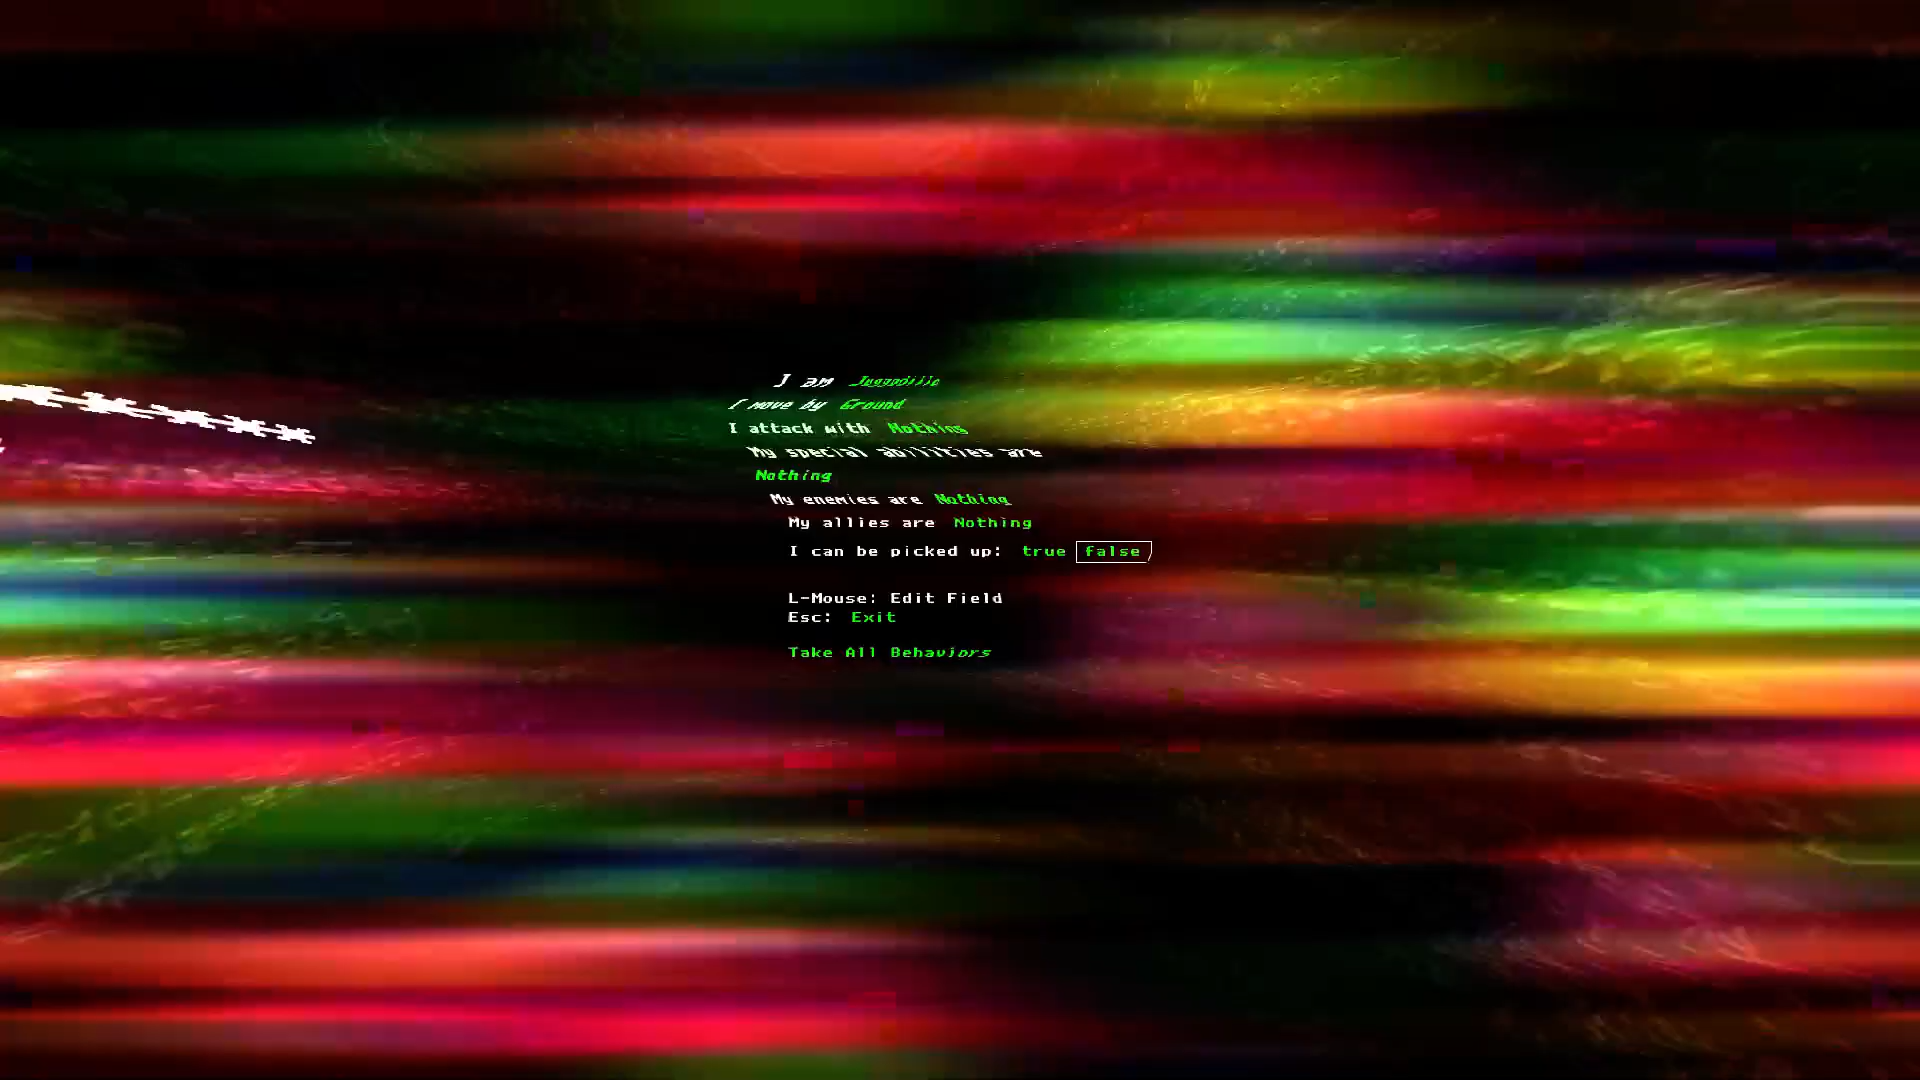 I am
I move by Ground
I attack with Nothing
My special abilities are
Nothing
My enemies are Nothing
My allies are Nothing
I can be picked up: true false
L-Mouse: Edit Field
Esc: Exit
Take All Behaviors